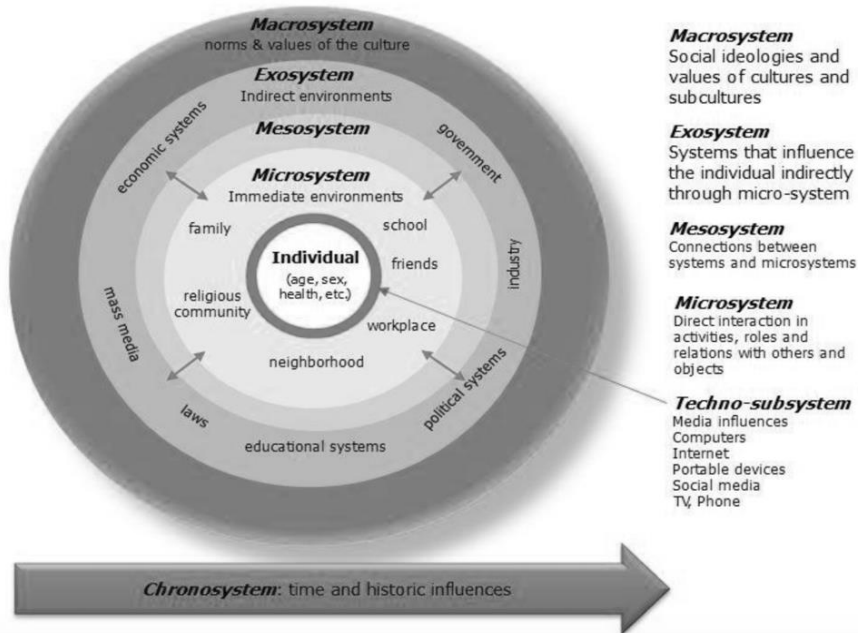 Macrosystem
norms & values of the culture
Exosystem
Indirect environments
Mesosystem
economic systems
government
Microsystem
Immediate environments
family
school
Individual
(age, sex,
health, etc.)
friends
industry
religious
community
mass media
workplace
neighborhood
laws
political systems
educational systems
Macrosystem
Social ideologies and
values of cultures and
subcultures
Exosystem
Systems that influence
the individual indirectly
through micro-system
Mesosystem
Connections between
systems and microsystems
Microsystem
Direct interaction in
activities, roles and
relations with others and
objects
Techno-subsystem
Media influences
Computers
Internet
Portable devices
Social media
TV, Phone
Chronosystem: time and historic influences